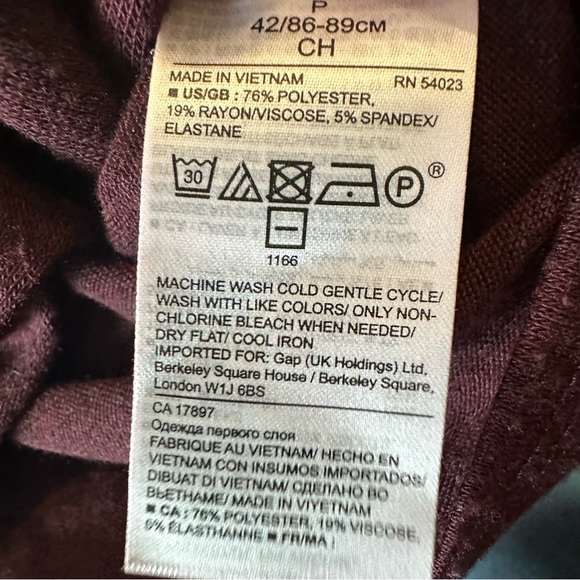 P
42/86-89CM
CH
MADE IN VIETNAM RN 54023
■ US/GB : 76% POLYESTER,
19% RAYON/VISCOSE, 5% SPANDEX/
ELASTANE
30 P ®
1166
MACHINE WASH COLD GENTLE CYCLE/
WASH WITH LIKE COLORS/ ONLY NON-
CHLORINE BLEACH WHEN NEEDED/
DRY FLAT/ COOL IRON
IMPORTED FOR: Gap (UK Holdings) Ltd,
Berkeley Square House / Berkeley Square,
London W1J 6BS
CA 17897
Одежда первого слоя
FABRIQUE AU VIETNAM/ HECHO EN
VIETNAM CON INSUMOS IMPORTADOS/
DIBUAT DI VIETNAM/ СДЕЛАНО ВО
ВЬЕТНАМЕ/ MADE IN VIYETNAM
■ CA : 76% POLYESTER, 19% VISCOSE,
5% ÉLASTHANNE ■ FR/MA :